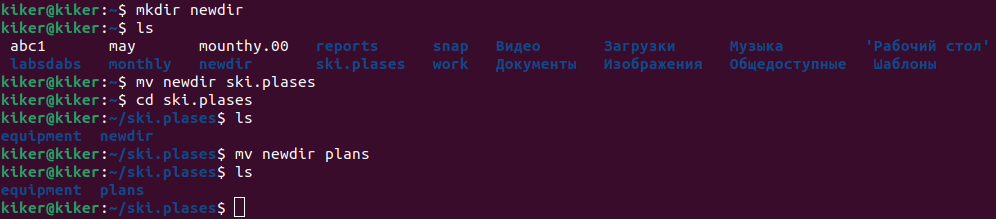 kiker@kiker:~$ mkdir newdir
kiker@kiker:~$ ls
abc1 may mounthy.00 reports snap Видео Загрузки Музыка 'Рабочий стол'
labsdabs monthly newdir ski.plases work Документы Изображения Общедоступные Шаблоны
kiker@kiker:~$ mv newdir ski.plases
kiker@kiker:~$ cd ski.plases
kiker@kiker:~/ski.plases$ ls
equipment newdir
kiker@kiker:~/ski.plases$ mv newdir plans
kiker@kiker:~/ski.plases$ ls
equipment plans
kiker@kiker:~/ski.plases$